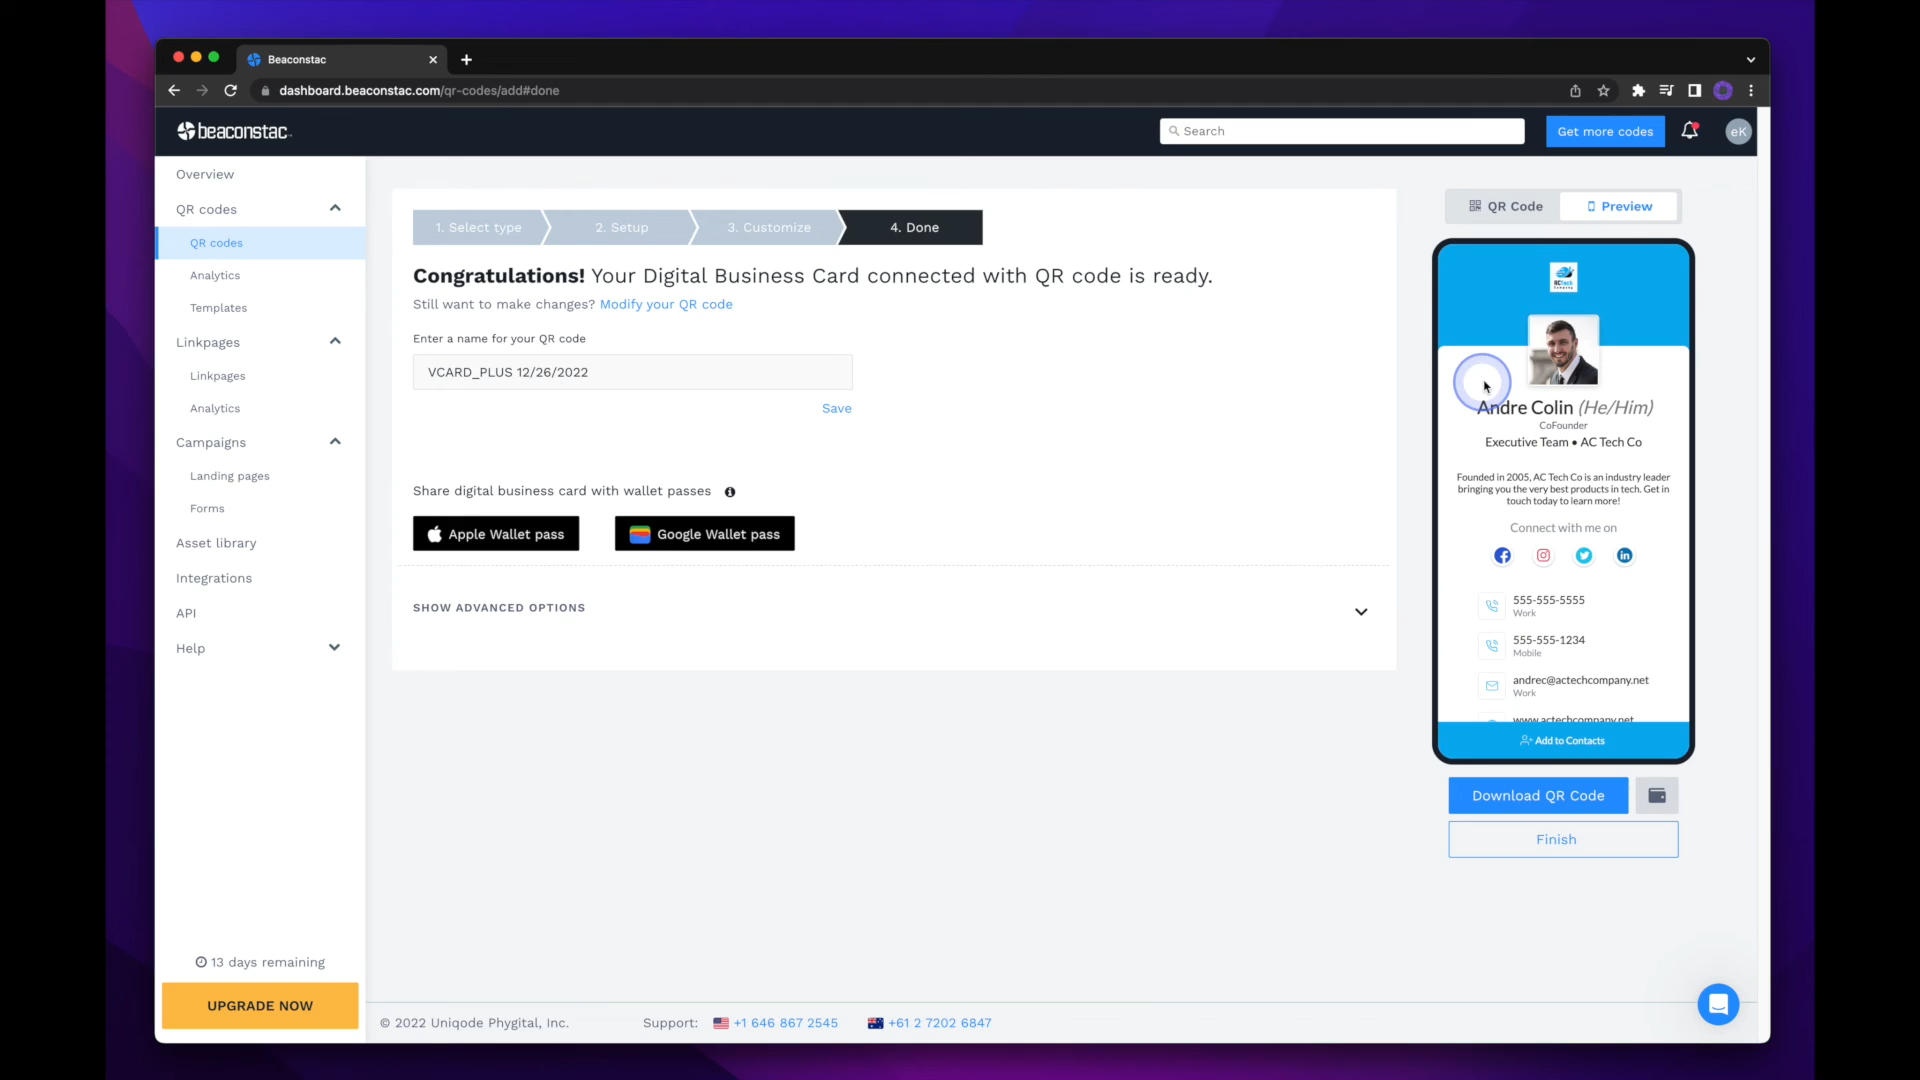 Beaconstac
dashboard.beaconstac.com/qr-codes/add#done
beaconstac
Search
Get more codes
eK
Overview
QR codes
QR codes
Analytics
Templates
Linkpages
Linkpages
Analytics
Campaigns
Landing pages
Forms
Asset library
Integrations
API
Help
13 days remaining
UPGRADE NOW
1. Select type
2. Setup
3. Customize
4. Done
Congratulations! Your Digital Business Card connected with QR code is ready.
Still want to make changes? Modify your QR code
Enter a name for your QR code
VCARD_PLUS 12/26/2022
Save
Share digital business card with wallet passes
Apple Wallet pass
Google Wallet pass
SHOW ADVANCED OPTIONS
QR Code
Preview
ACTech
Company
Andre Colin (He/Him)
CoFounder
Executive Team • AC Tech Co
Founded in 2005, AC Tech Co is an industry leader
bringing you the very best products in tech. Get in
touch today to learn more!
Connect with me on
555-555-5555
Work
555-555-1234
Mobile
andrec@actechcompany.net
Work
www.actechcompany.net
Add to Contacts
Download QR Code
Finish
© 2022 Uniqode Phygital, Inc.
Support:
+1 646 867 2545
+61 2 7202 6847